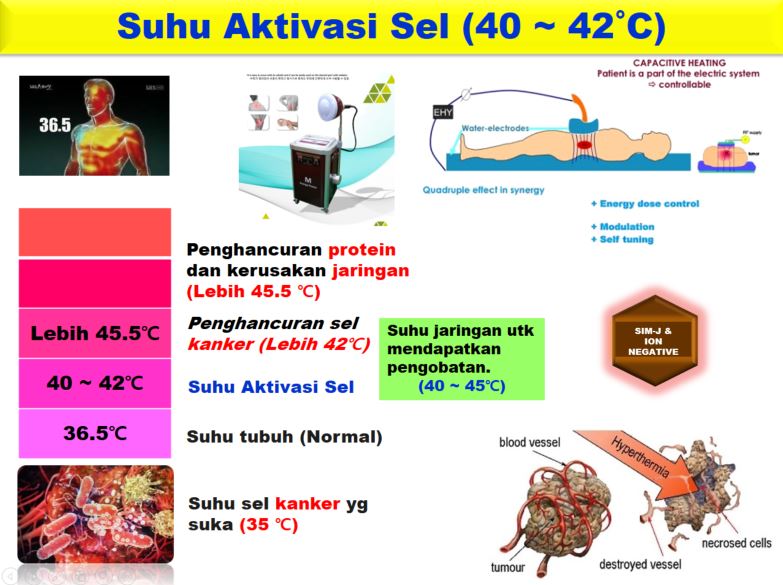 Suhu Aktivasi Sel (40 ~ 42˚C)
36.5
CAPACITIVE HEATING
Patient is a part of the electric system
⇨ controllable
EHY
Water-electrodes
RF supply
tumor
Quadruple effect in synergy
+ Energy dose control
+ Modulation
+ Self tuning
M
Penghancuran protein
dan kerusakan jaringan
(Lebih 45.5 ℃)
Lebih 45.5℃
Penghancuran sel
kanker (Lebih 42℃)
Suhu jaringan utk
mendapatkan
pengobatan.
(40 ~ 45℃)
SIM-J &
ION
NEGATIVE
40 ~ 42℃
Suhu Aktivasi Sel
36.5℃
Suhu tubuh (Normal)
Suhu sel kanker yg
suka (35 ℃)
blood vessel
Hyperthermia
tumour
destroyed vessel
necrosed cells